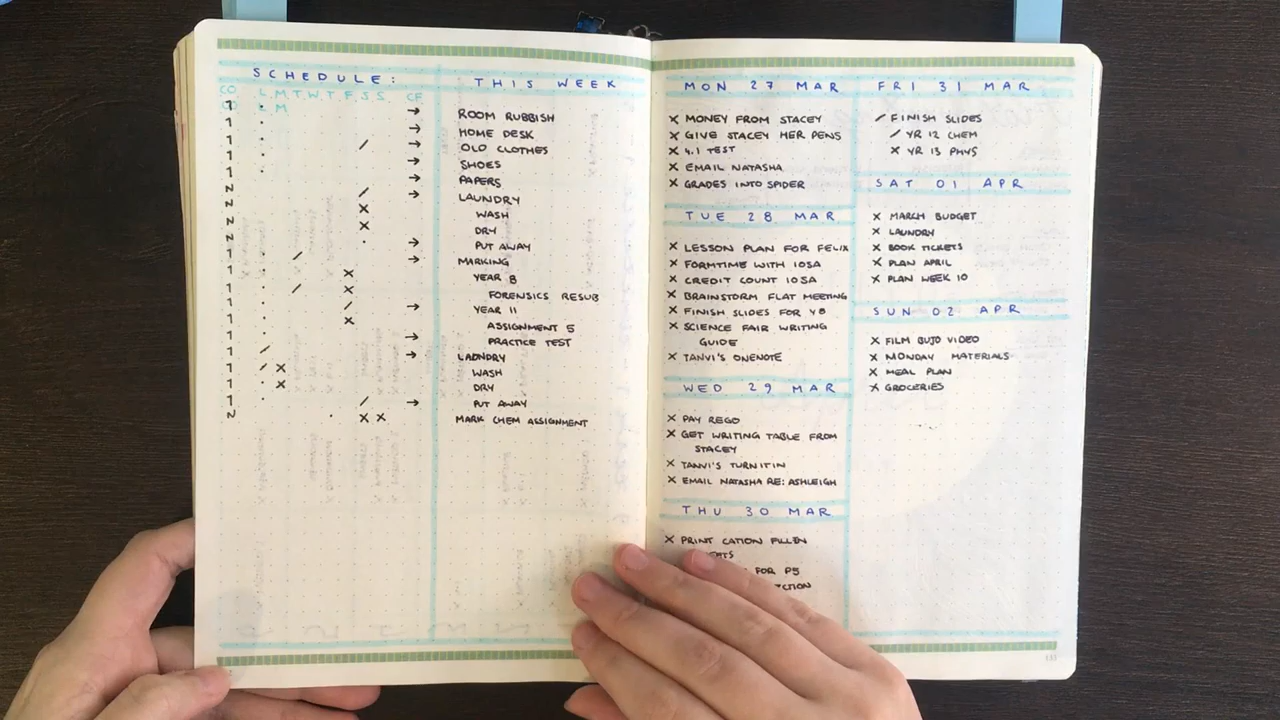 SCHEDULE:
CO L M T W T F S S CF
THIS WEEK
ROOM RUBBISH
HOME DESK
OLD CLOTHES
SHOES
PAPERS
LAUNDRY
WASH
DRY
PUT AWAY
MARKING
YEAR 8
FORENSICS RESUB
YEAR 11
ASSIGNMENT 5
PRACTICE TEST
LAUNDRY
WASH
DRY
PUT AWAY
MARK CHEM ASSIGNMENT
MON 27 MAR
X MONEY FROM STACEY
X GIVE STACEY HER PENS
X 4.1 TEST
X EMAIL NATASHA
X GRADES INTO SPIDER
TUE 28 MAR
X LESSON PLAN FOR FELIX
X FORMTIME WITH 10SA
X CREDIT COUNT 10SA
X BRAINSTORM FLAT MEETING
X FINISH SLIDES FOR Y8
X SCIENCE FAIR WRITING
GUIDE
X TANVI'S ONENOTE
WED 29 MAR
X PAY REGO
X GET WRITING TABLE FROM
STACEY
X TANVI'S TURNITIN
X EMAIL NATASHA RE: ASHLEIGH
THU 30 MAR
X PRINT CATION
FOR P5
FRI 31 MAR
/ FINISH SLIDES
/ YR 12 CHEM
X YR 13 PHYS
SAT 01 APR
X MARCH BUDGET
X LAUNDRY
X BOOK TICKETS
X PLAN APRIL
X PLAN WEEK 10
SUN 02 APR
X FILM BUJO VIDEO
X MONDAY MATERIALS
X MEAL PLAN
X GROCERIES